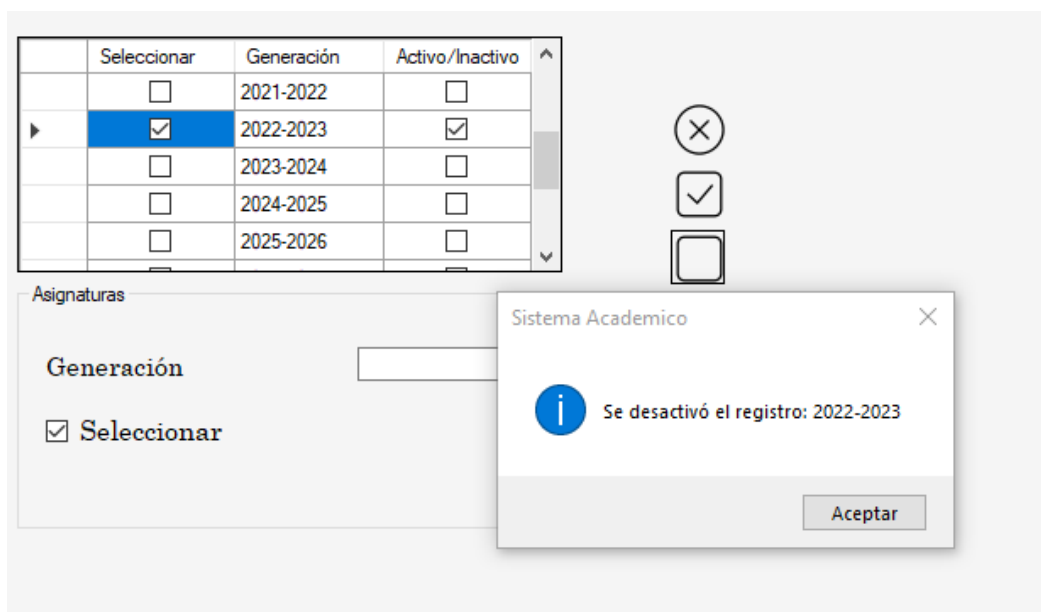 Seleccionar Generación Activo/Inactivo
2021-2022
2022-2023
2023-2024
2024-2025
2025-2026
Asignaturas
Generación
Seleccionar
Sistema Academico
Se desactivó el registro: 2022-2023
Aceptar